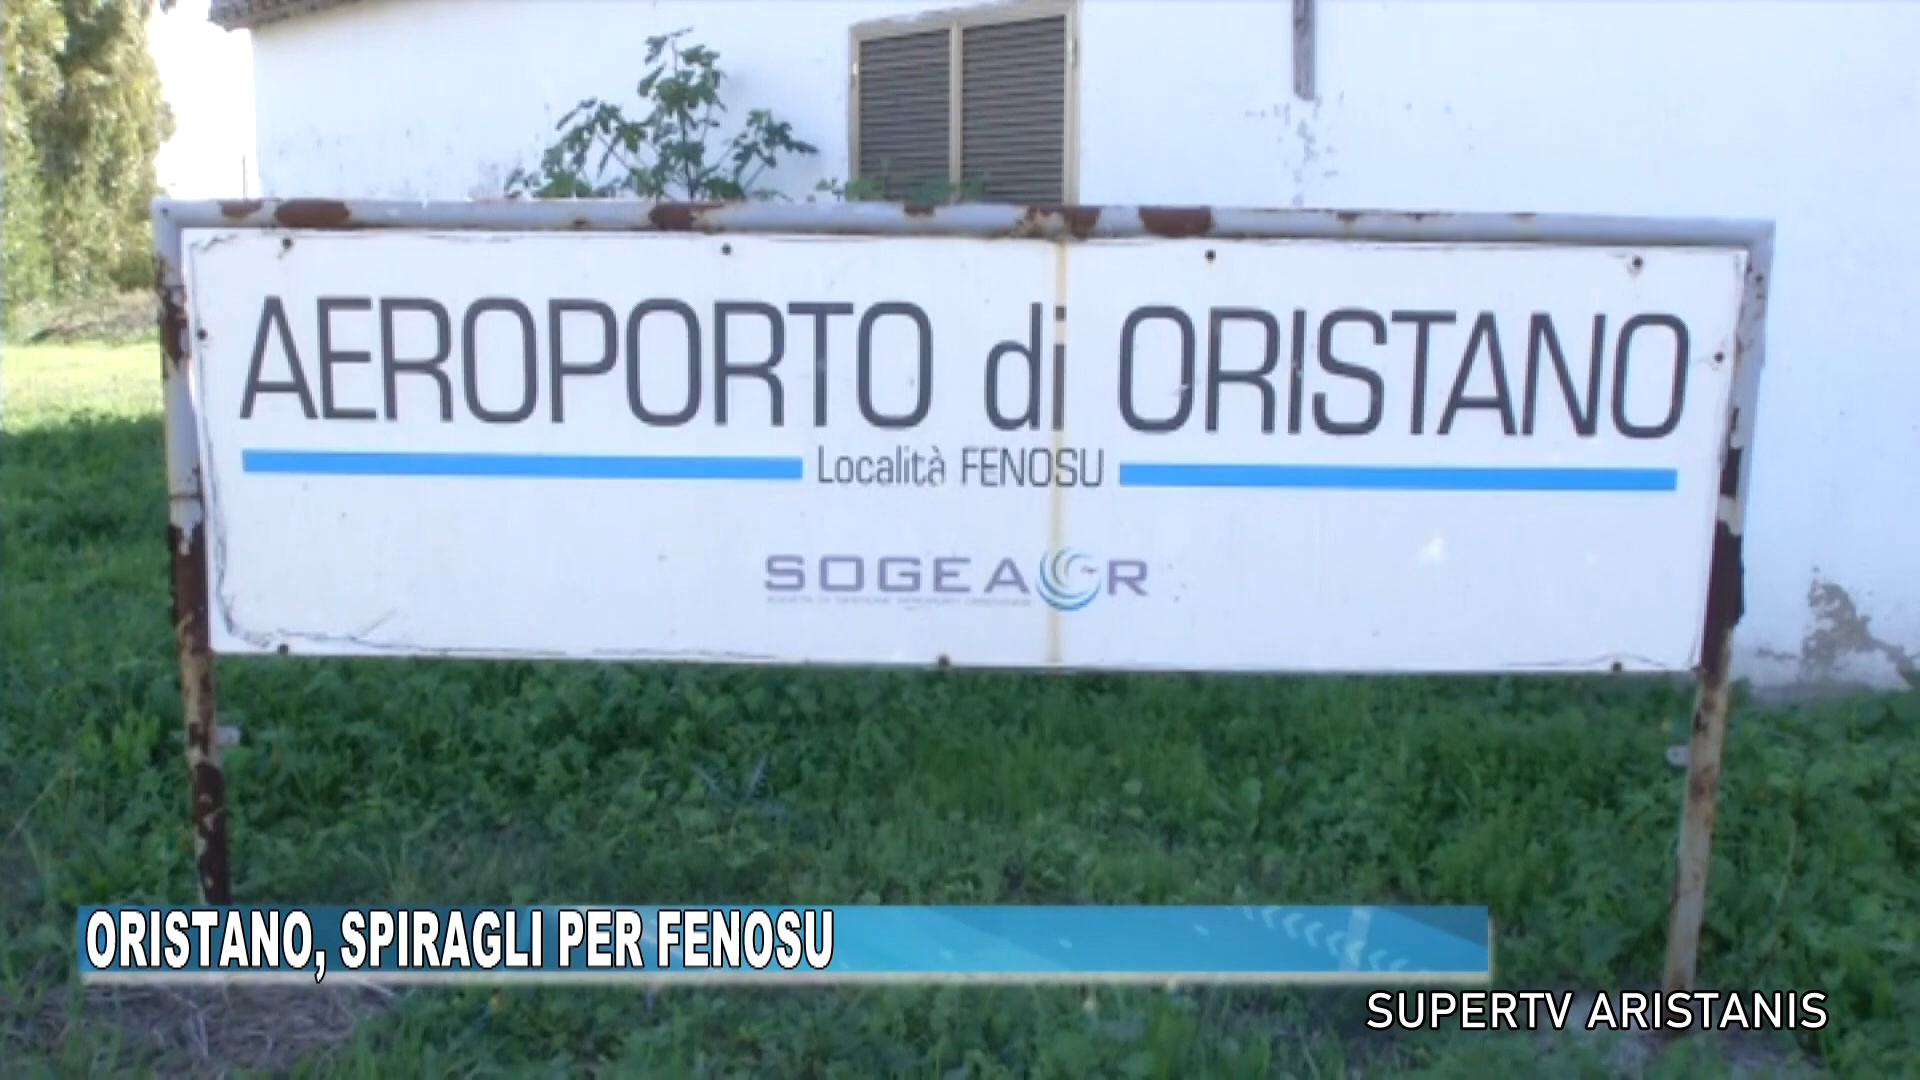 AEROPORTO di ORISTANO
Località FENOSU
SOGEAOR
ORISTANO, SPIRAGLI PER FENOSU
SUPERTV ARISTANIS